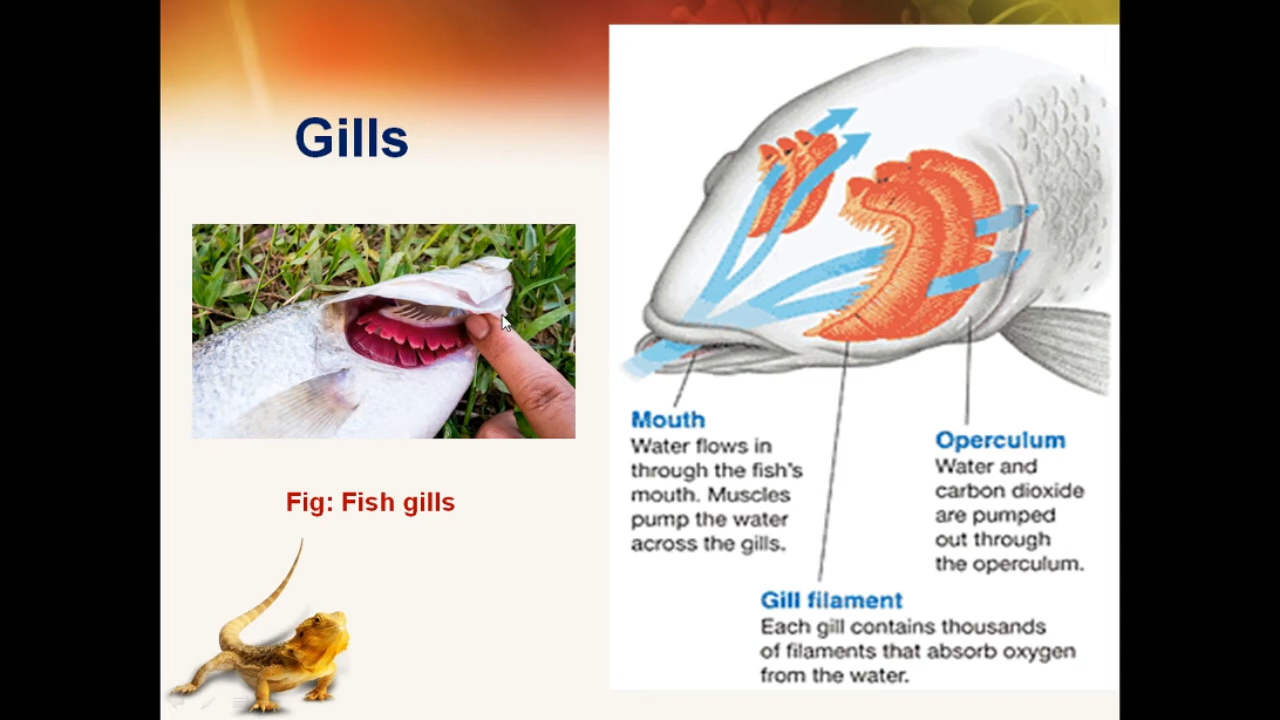 Gills
Fig: Fish gills
Mouth
Water flows in
through the fish's
mouth. Muscles
pump the water
across the gills.
Operculum
Water and
carbon dioxide
are pumped
out through
the operculum.
Gill filament
Each gill contains thousands
of filaments that absorb oxygen
from the water.